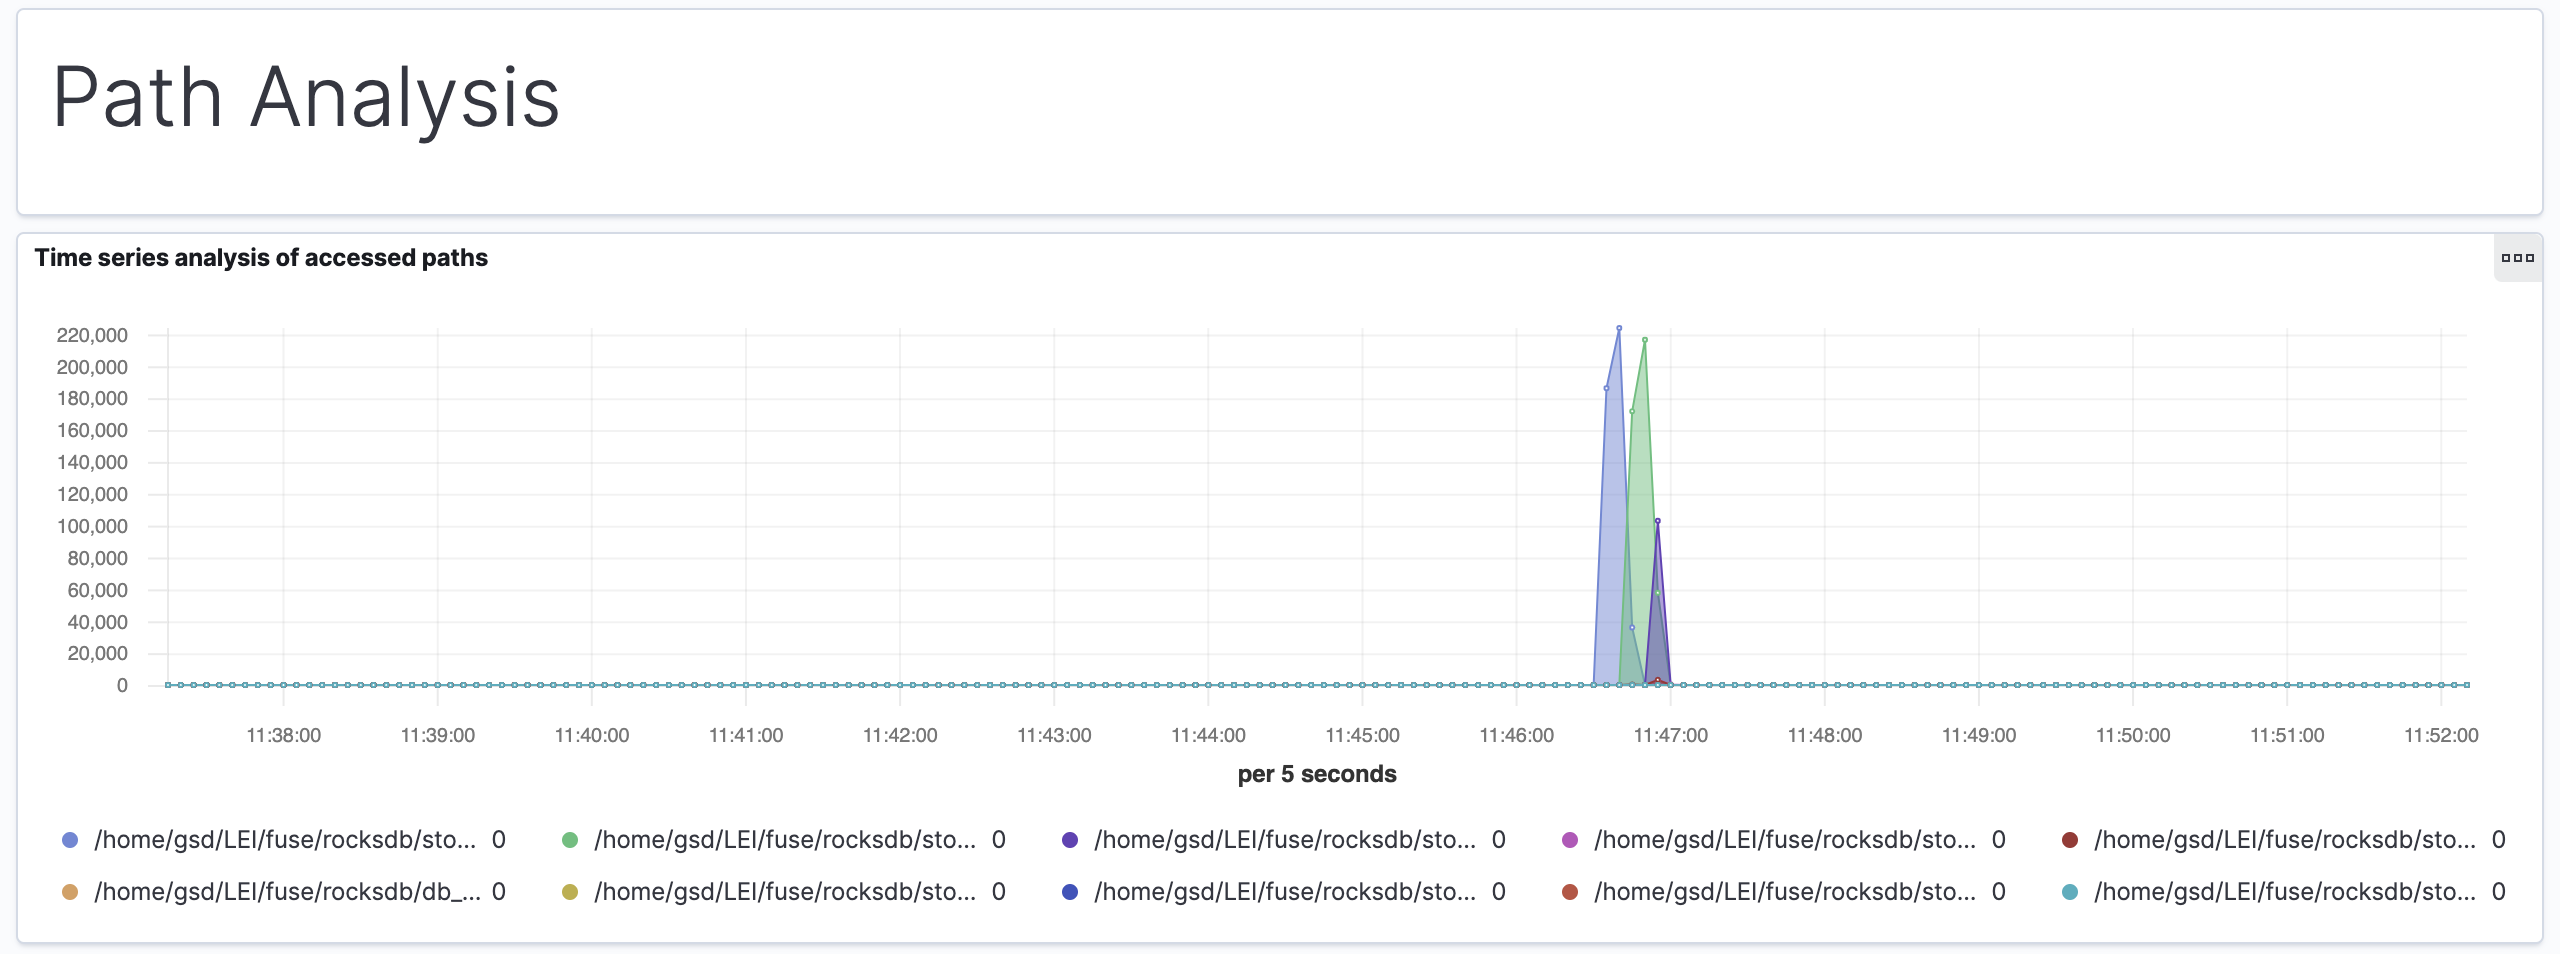 Path Analysis
Time series analysis of accessed paths
220,000
200,000
180,000
160,000
140,000
120,000
100,000
80,000
60,000
40,000
20,000
0
11:38:00 11:39:00 11:40:00 11:41:00 11:42:00 11:43:00 11:44:00 11:45:00 11:46:00 11:47:00 11:48:00 11:49:00 11:50:00 11:51:00 11:52:00
per 5 seconds
/home/gsd/LEI/fuse/rocksdb/sto... 0 /home/gsd/LEI/fuse/rocksdb/sto... 0 /home/gsd/LEI/fuse/rocksdb/sto... 0 /home/gsd/LEI/fuse/rocksdb/sto... 0 /home/gsd/LEI/fuse/rocksdb/sto... 0
/home/gsd/LEI/fuse/rocksdb/db_... 0 /home/gsd/LEI/fuse/rocksdb/sto... 0 /home/gsd/LEI/fuse/rocksdb/sto... 0 /home/gsd/LEI/fuse/rocksdb/sto... 0 /home/gsd/LEI/fuse/rocksdb/sto... 0